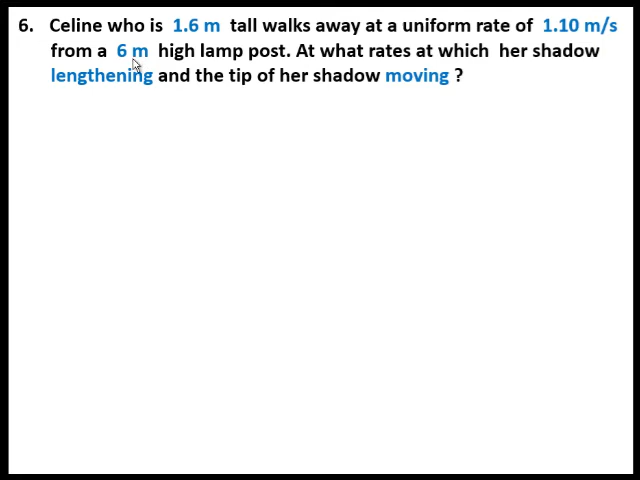 6. Celine who is 1.6 m tall walks away at a uniform rate of 1.10 m/s
from a 6 m high lamp post. At what rates at which her shadow
lengthening and the tip of her shadow moving ?